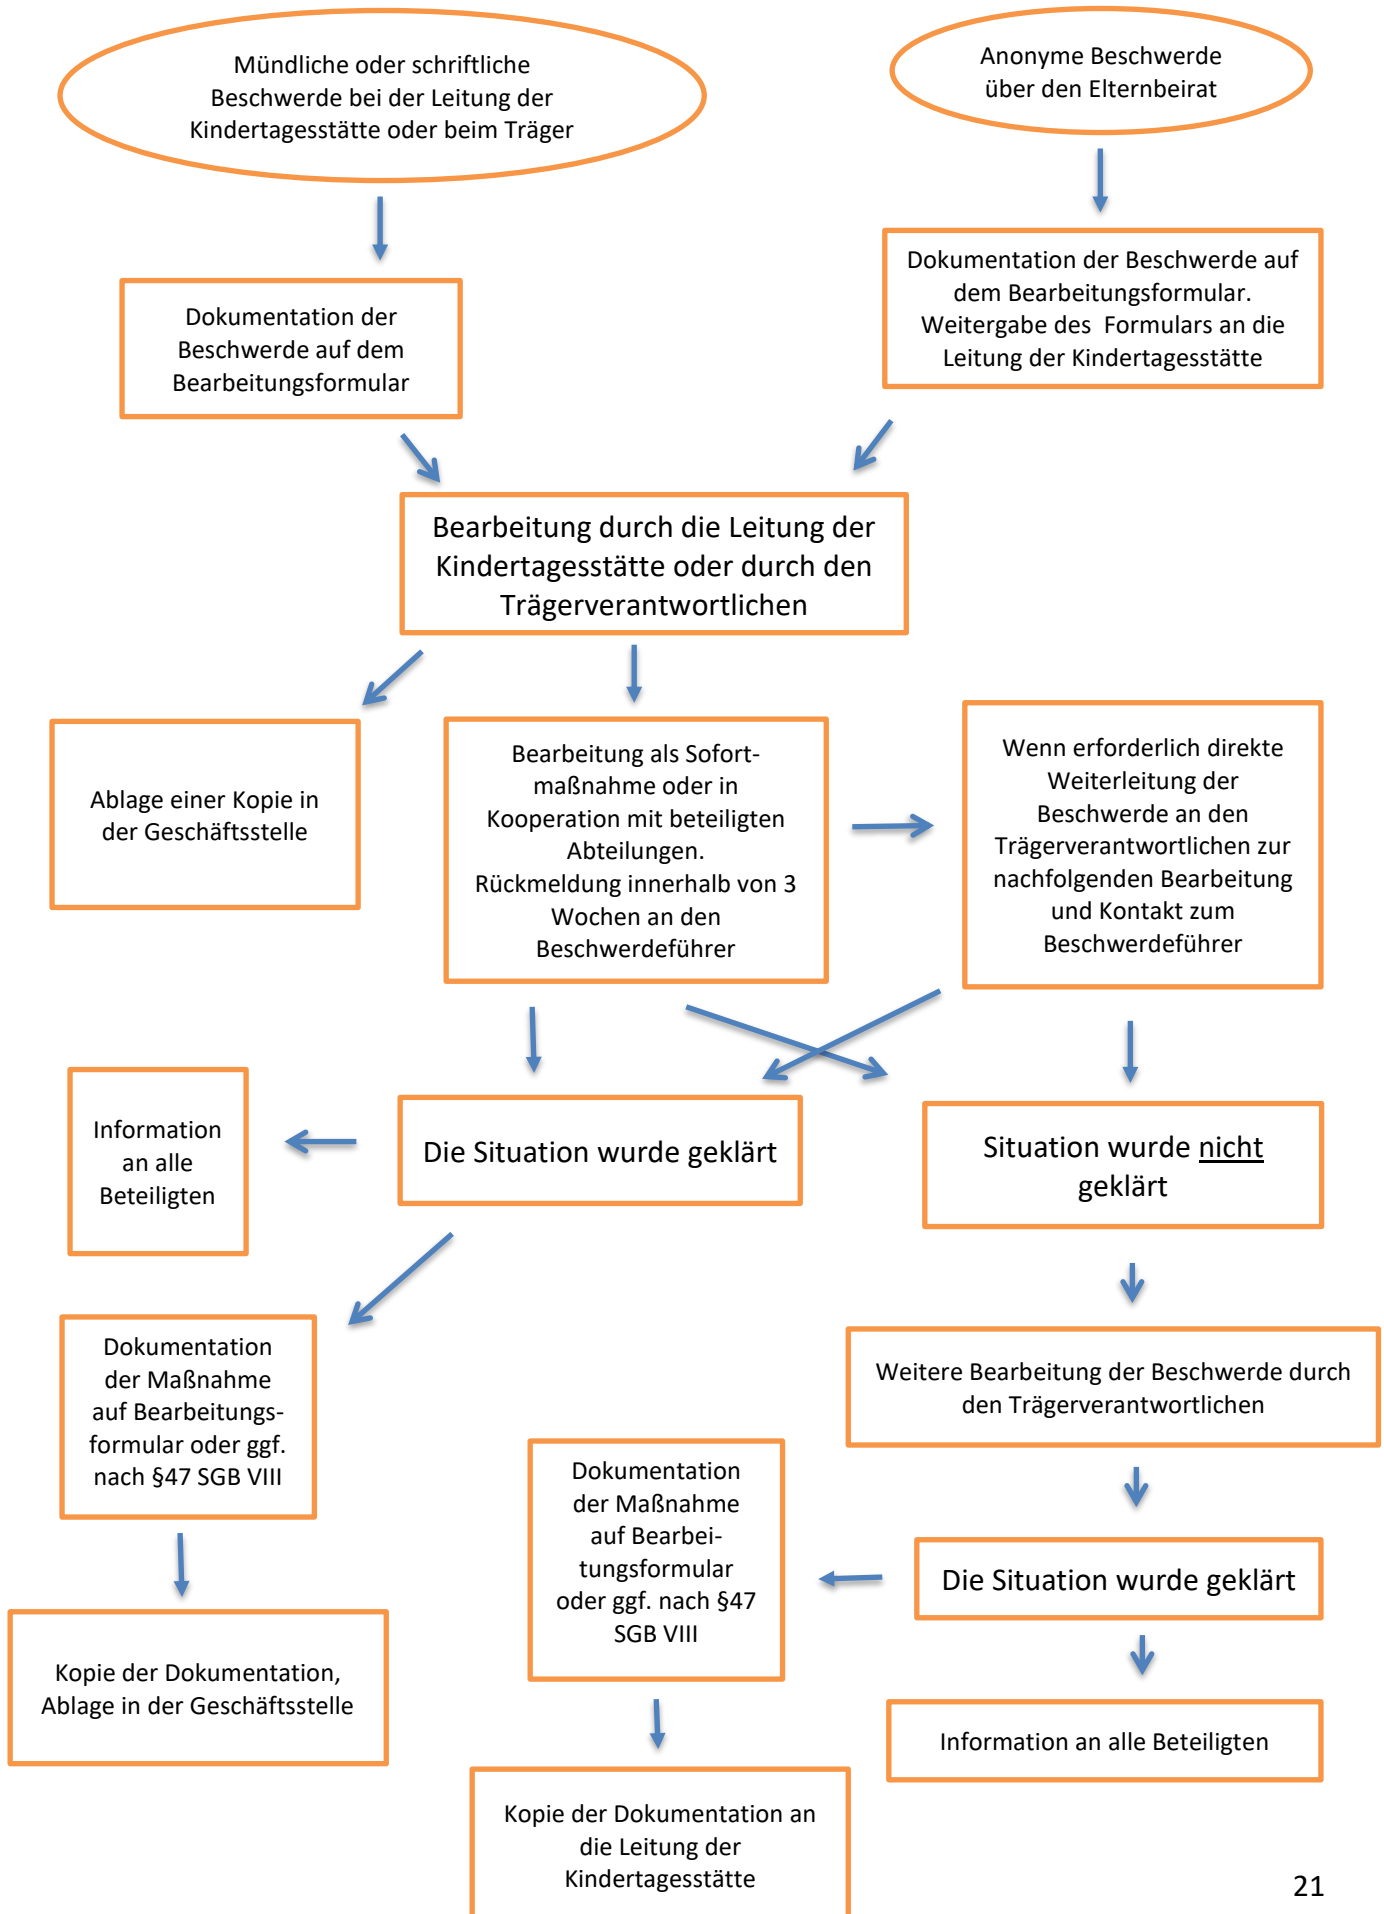 Mündliche oder schriftliche
Beschwerde bei der Leitung der
Kindertagesstätte oder beim Träger
Anonyme Beschwerde
über den Elternbeirat
Dokumentation der
Beschwerde auf dem
Bearbeitungsformular
Dokumentation der Beschwerde auf
dem Bearbeitungsformular.
Weitergabe des  Formulars an die
Leitung der Kindertagesstätte
Bearbeitung durch die Leitung der
Kindertagesstätte oder durch den
Trägerverantwortlichen
Ablage einer Kopie in
der Geschäftsstelle
Bearbeitung als Sofort-
maßnahme oder in
Kooperation mit beteiligten
Abteilungen.
Rückmeldung innerhalb von 3
Wochen an den
Beschwerdeführer
Wenn erforderlich direkte
Weiterleitung der
Beschwerde an den
Trägerverantwortlichen zur
nachfolgenden Bearbeitung
und Kontakt zum
Beschwerdeführer
Information
an alle
Beteiligten
Die Situation wurde geklärt
Situation wurde nicht
geklärt
Dokumentation
der Maßnahme
auf Bearbeitungs-
formular oder ggf.
nach §47 SGB VIII
Weitere Bearbeitung der Beschwerde durch
den Trägerverantwortlichen
Dokumentation
der Maßnahme
auf Bearbei-
tungsformular
oder ggf. nach §47
SGB VIII
Die Situation wurde geklärt
Kopie der Dokumentation,
Ablage in der Geschäftsstelle
Information an alle Beteiligten
Kopie der Dokumentation an
die Leitung der
Kindertagesstätte
21